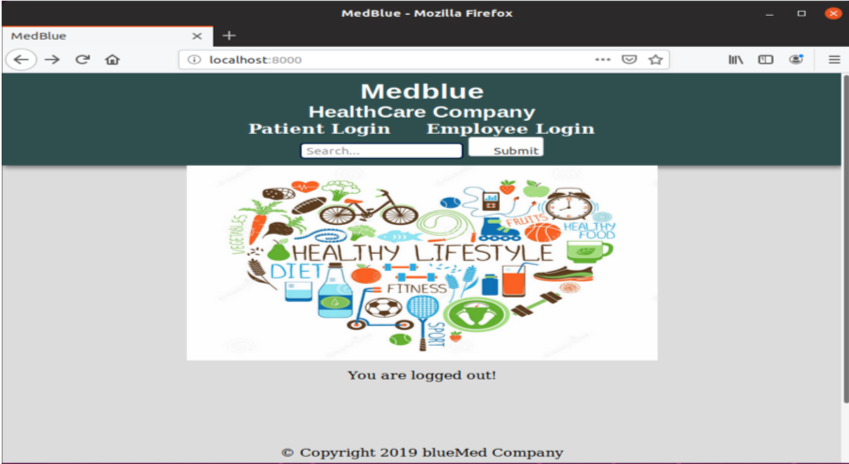 MedBlue - Mozilla Firefox
MedBlue
localhost:8000
Medblue
HealthCare Company
Patient Login Employee Login
Search... Submit
VEGETABLES
FRUITS
HEALTHY
FOOD
HEALTHY LIFESTYLE
DIET
FITNESS
SPORT
You are logged out!
© Copyright 2019 blueMed Company